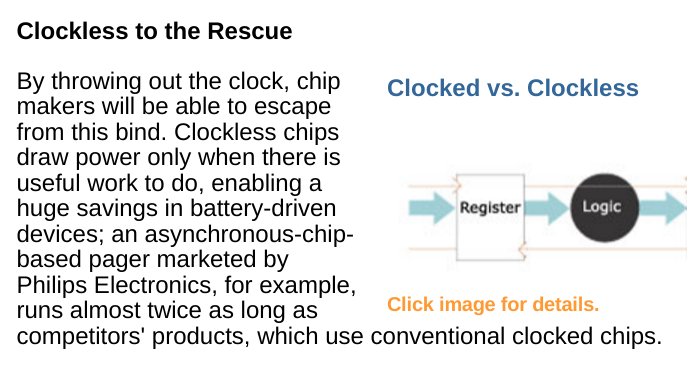 Clockless to the Rescue
By throwing out the clock, chip
makers will be able to escape
from this bind. Clockless chips
draw power only when there is
useful work to do, enabling a
huge savings in battery-driven
devices; an asynchronous-chip-
based pager marketed by
Philips Electronics, for example,
runs almost twice as long as
competitors' products, which use conventional clocked chips.
Clocked vs. Clockless
Register
Logic
Click image for details.